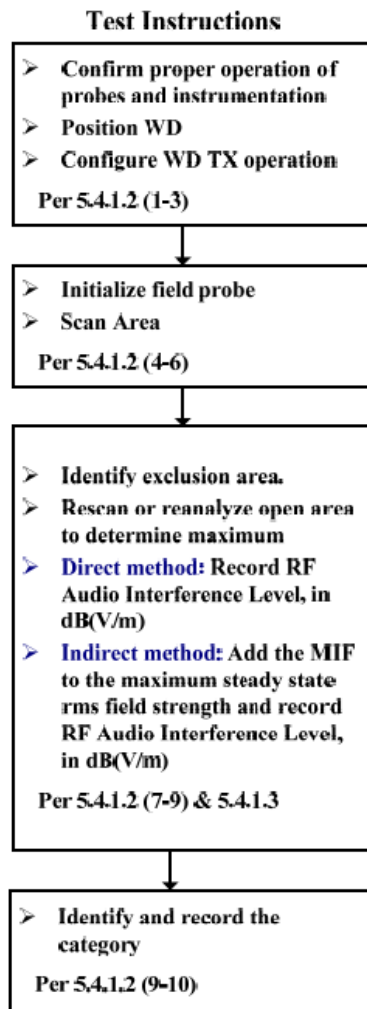 Test Instructions
➢ Confirm proper operation of
probes and instrumentation
➢ Position WD
➢ Configure WD TX operation
Per 5.4.1.2 (1-3)
➢ Initialize field probe
➢ Scan Area
Per 5.4.1.2 (4-6)
➢ Identify exclusion area.
➢ Rescan or reanalyze open area
to determine maximum
➢ Direct method: Record RF
Audio Interference Level, in
dB(V/m)
➢ Indirect method: Add the MIF
to the maximum steady state
rms field strength and record
RF Audio Interference Level,
in dB(V/m)
Per 5.4.1.2 (7-9) & 5.4.1.3
➢ Identify and record the
category
Per 5.4.1.2 (9-10)